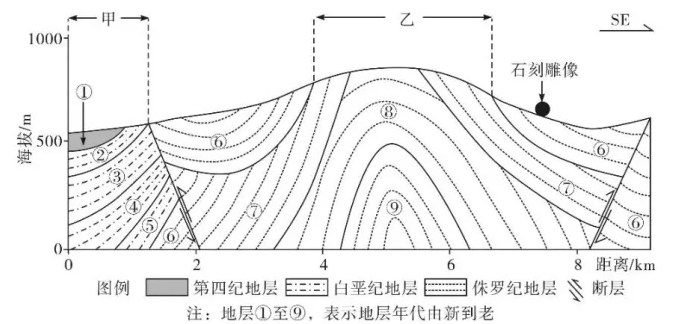 甲
乙
SE
1000
500
0
海拔/m
石刻雕像
①
②
③
④
⑤
⑥
⑥
⑦
⑧
⑨
⑦
⑥
⑥
0
2
4
6
8
距离/km
图例 第四纪地层 白垩纪地层 侏罗纪地层 断层
注：地层①至⑨，表示地层年代由新到老